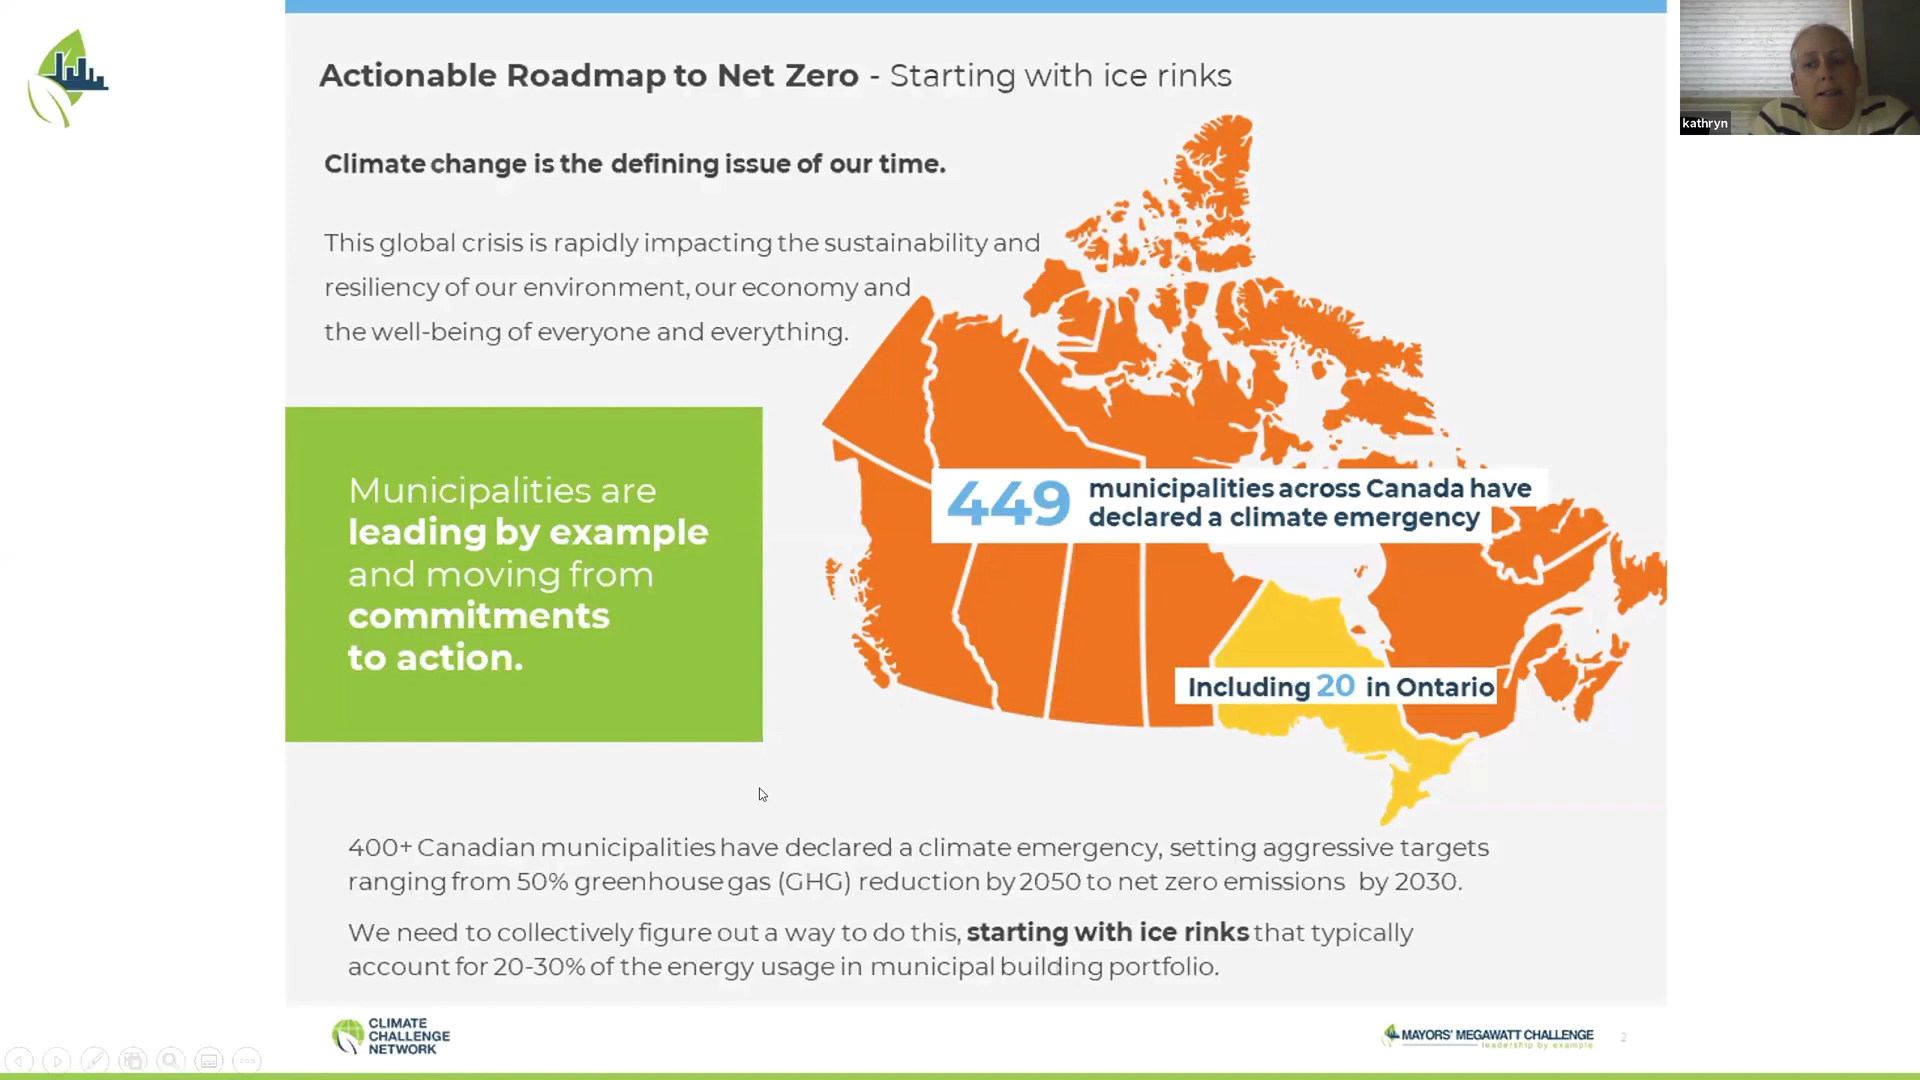 Actionable Roadmap to Net Zero - Starting with ice rinks
kathryn
Climate change is the defining issue of our time.
This global crisis is rapidly impacting the sustainability and
resiliency of our environment, our economy and
the well-being of everyone and everything.
Municipalities are
leading by example
and moving from
commitments
to action.
449 municipalities across Canada have
declared a climate emergency
Including 20 in Ontario
400+ Canadian municipalities have declared a climate emergency, setting aggressive targets
ranging from 50% greenhouse gas (GHG) reduction by 2050 to net zero emissions by 2030.
We need to collectively figure out a way to do this, starting with ice rinks that typically
account for 20-30% of the energy usage in municipal building portfolio.
CLIMATE
CHALLENGE
NETWORK
MAYORS' MEGAWATT CHALLENGE
leadership by example
2